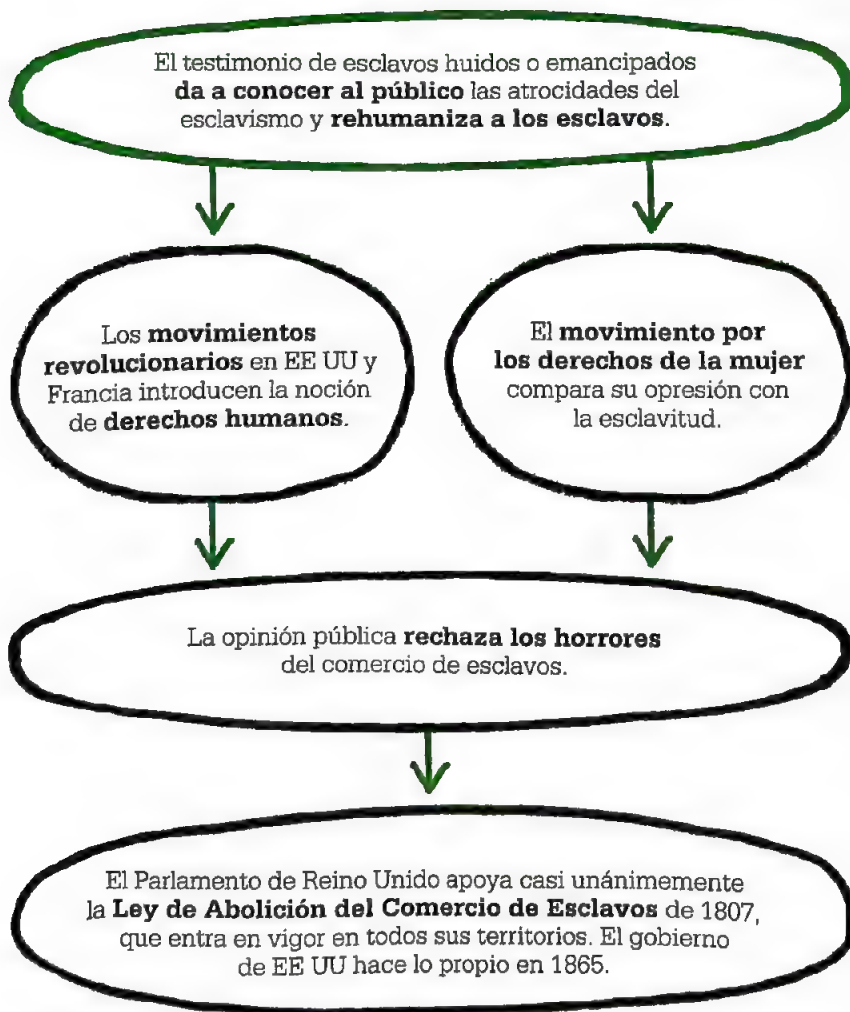 El testimonio de esclavos huidos o emancipados
da a conocer al público las atrocidades del
esclavismo y rehumaniza a los esclavos.
Los movimientos
revolucionarios en EE UU y
Francia introducen la noción
de derechos humanos.
El movimiento por
los derechos de la mujer
compara su opresión con
la esclavitud.
La opinión pública rechaza los horrores
del comercio de esclavos.
El Parlamento de Reino Unido apoya casi unánimemente
la Ley de Abolición del Comercio de Esclavos de 1807,
que entra en vigor en todos sus territorios. El gobierno
de EE UU hace lo propio en 1865.